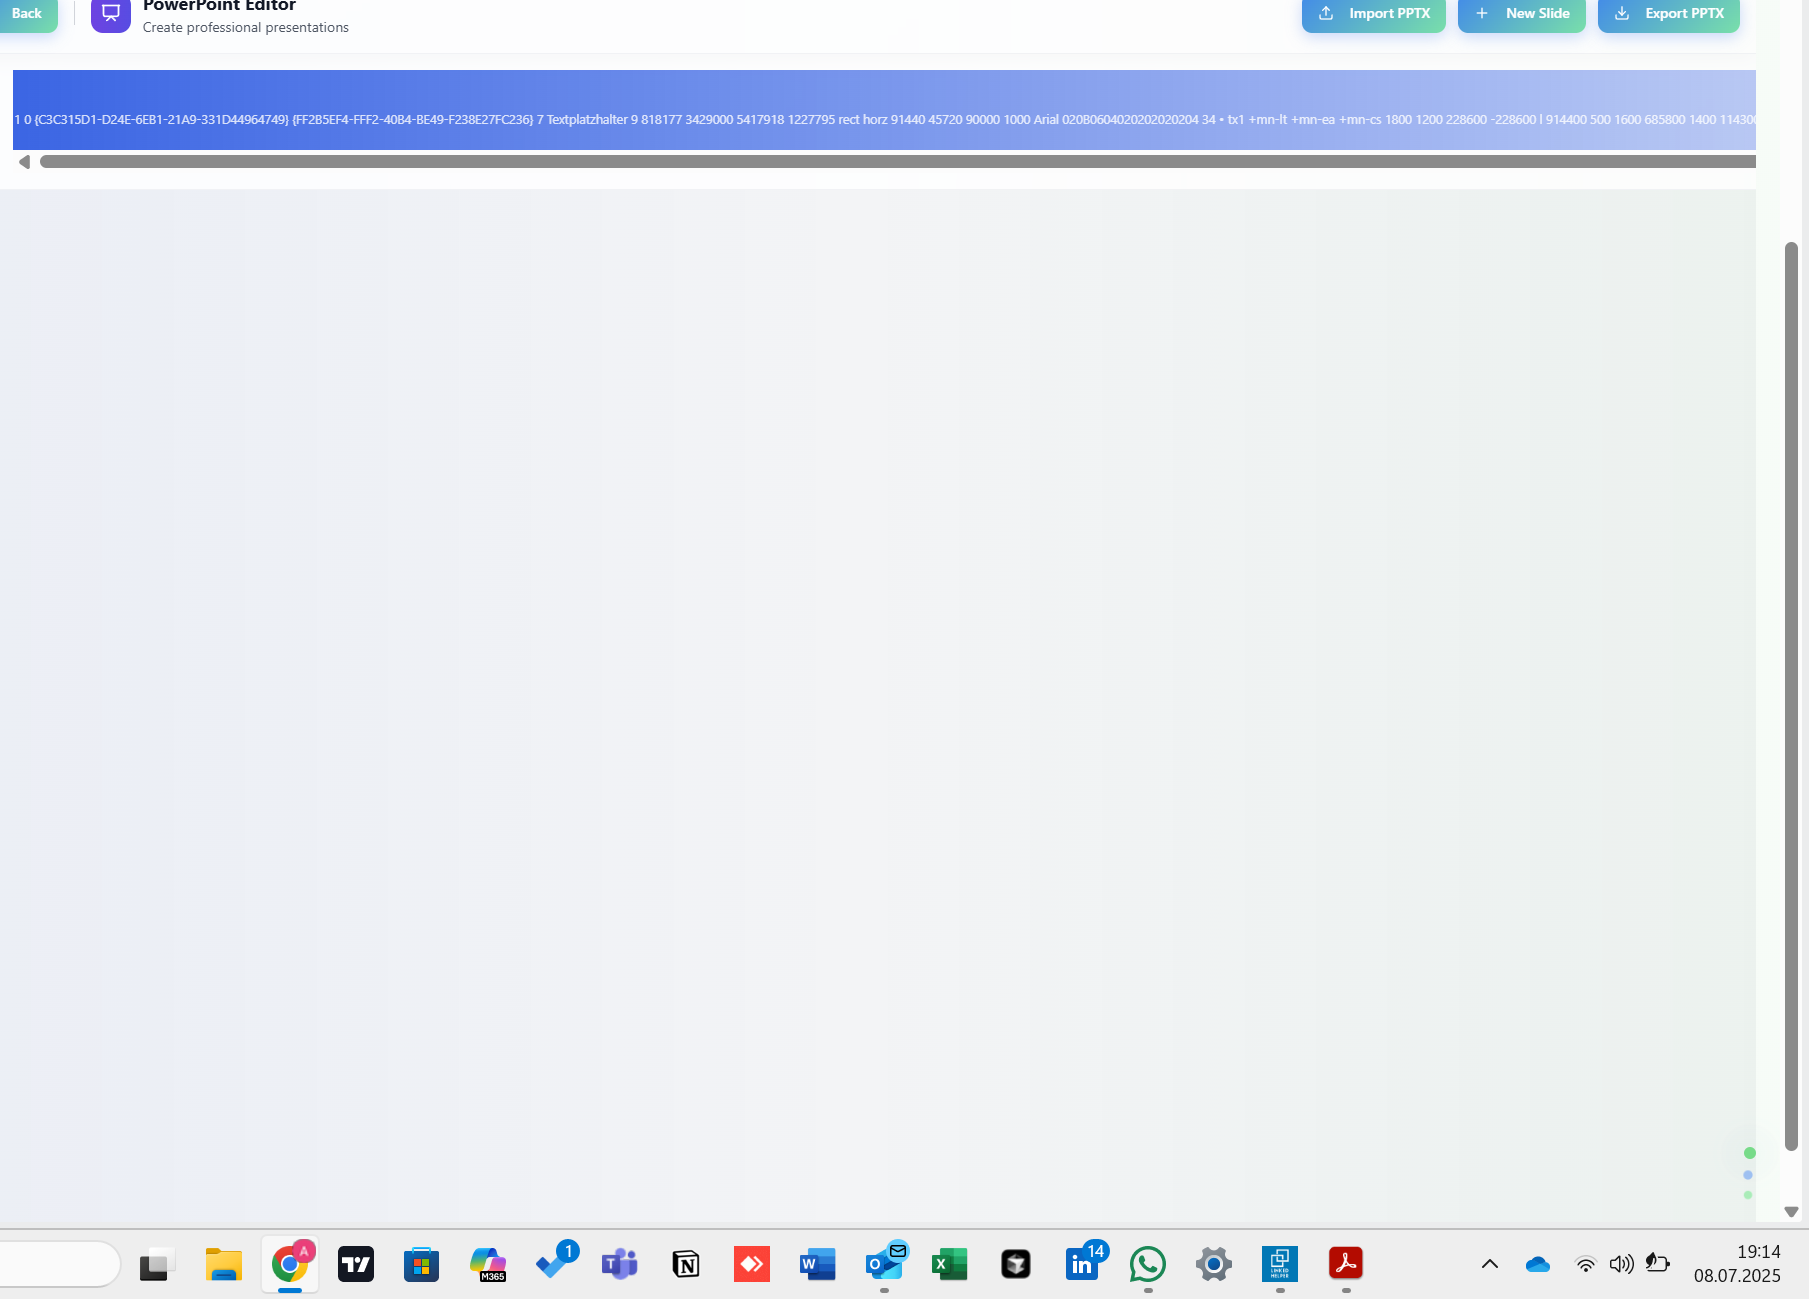 Back
PowerPoint Editor
Create professional presentations
Import PPTX
New Slide
Export PPTX
1 0 {C3C315D1-D24E-6EB1-21A9-331D44964749} {FF2B5EF4-FFF2-40B4-BE49-F238E27FC236} 7 Textplatzhalter 9 818177 3429000 5417918 1227795 rect horz 91440 45720 90000 1000 Arial 020B0604020202020204 34 • tx1 +mn-lt +mn-ea +mn-cs 1800 1200 228600 -228600 l 914400 500 1600 685800 1400
A
M365
1
T
N
W
O
X
in
14
LINKED
HELPER
19:14
08.07.2025